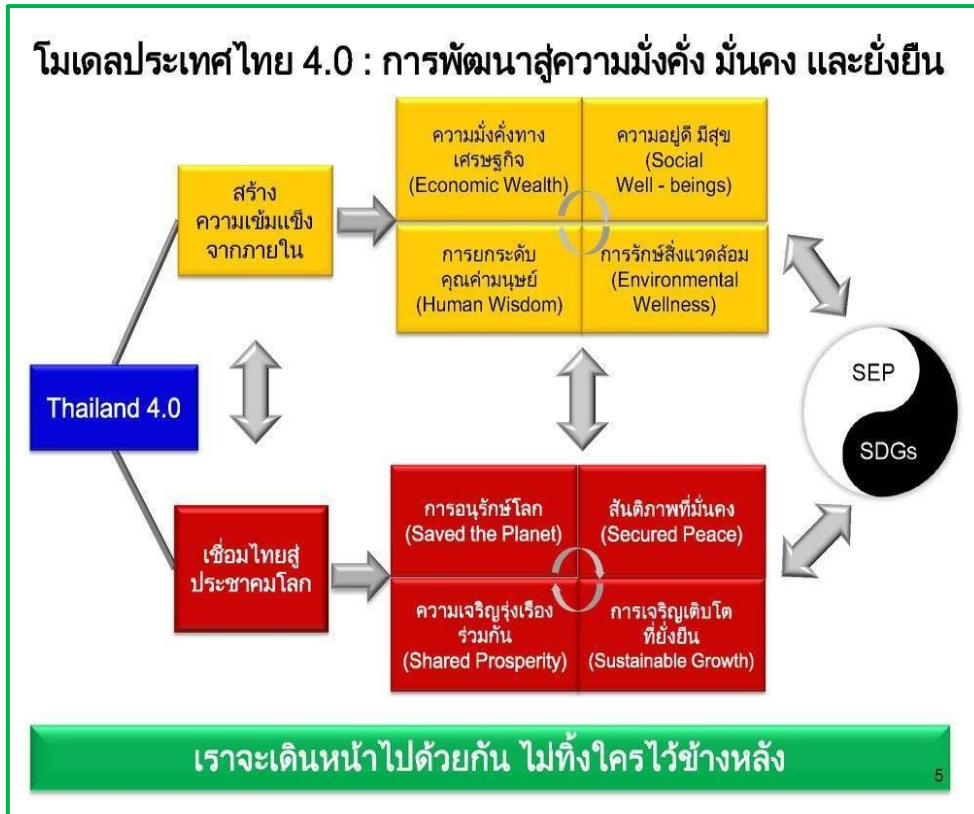 โมเดลประเทศไทย 4.0 : การพัฒนาสู่ความมั่งคั่ง มั่นคง และยั่งยืน
ความมั่งคั่งทาง
เศรษฐกิจ
(Economic Wealth)
ความอยู่ดี มีสุข
(Social
Well - beings)
สร้าง
ความเข้มแข็ง
จากภายใน
การยกระดับ
คุณค่ามนุษย์
(Human Wisdom)
การรักษ์สิ่งแวดล้อม
(Environmental
Wellness)
Thailand 4.0
SEP
SDGs
การอนุรักษ์โลก
(Saved the Planet)
สันติภาพที่มั่นคง
(Secured Peace)
เชื่อมไทยสู่
ประชาคมโลก
ความเจริญรุ่งเรือง
ร่วมกัน
(Shared Prosperity)
การเจริญเติบโต
ที่ยั่งยืน
(Sustainable Growth)
เราจะเดินหน้าไปด้วยกัน ไม่ทิ้งใครไว้ข้างหลัง
5